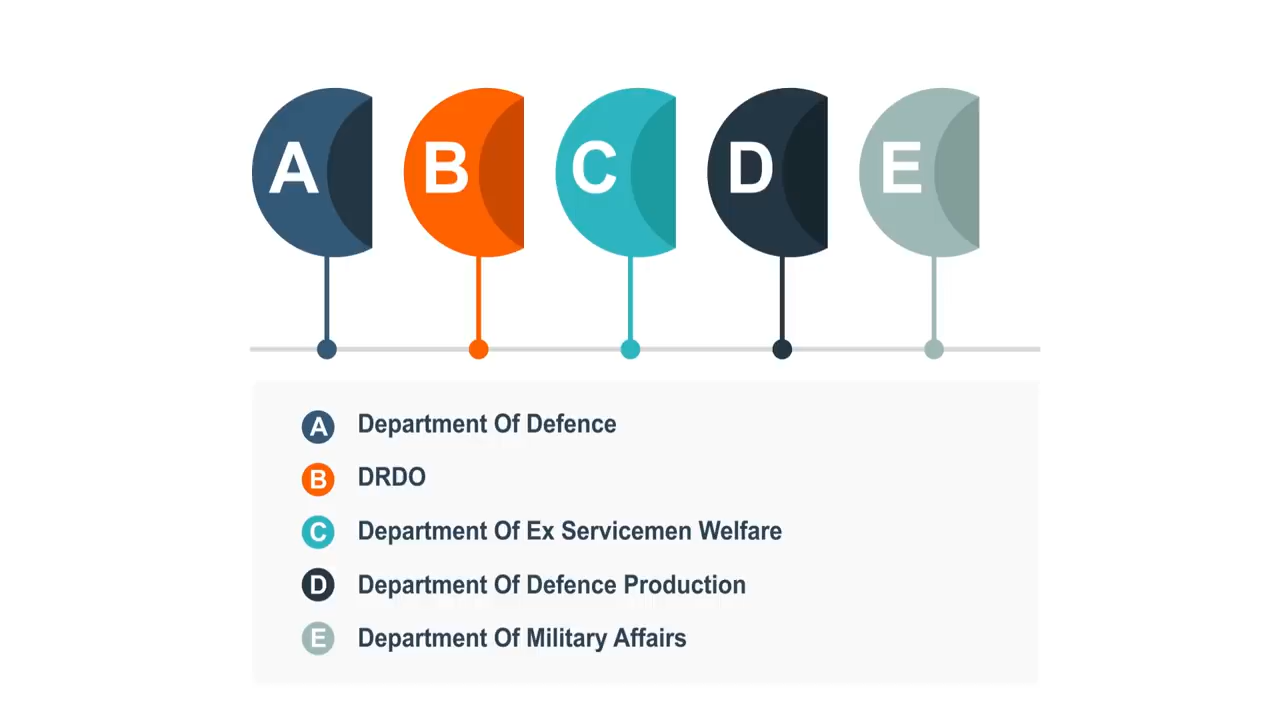 A B C D E
A Department Of Defence
B DRDO
C Department Of Ex Servicemen Welfare
D Department Of Defence Production
E Department Of Military Affairs